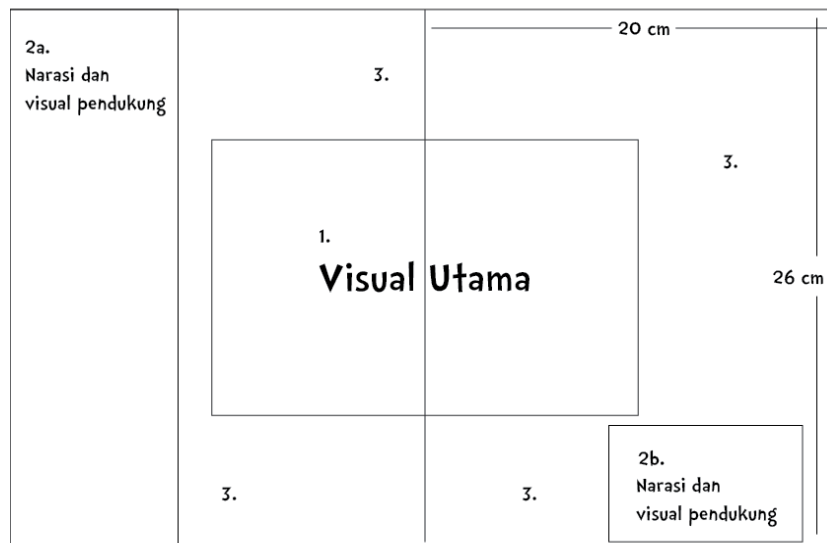 2a.
Narasi dan
visual pendukung
3.
20 cm
3.
1.
Visual Utama
26 cm
3.
3.
2b.
Narasi dan
visual pendukung